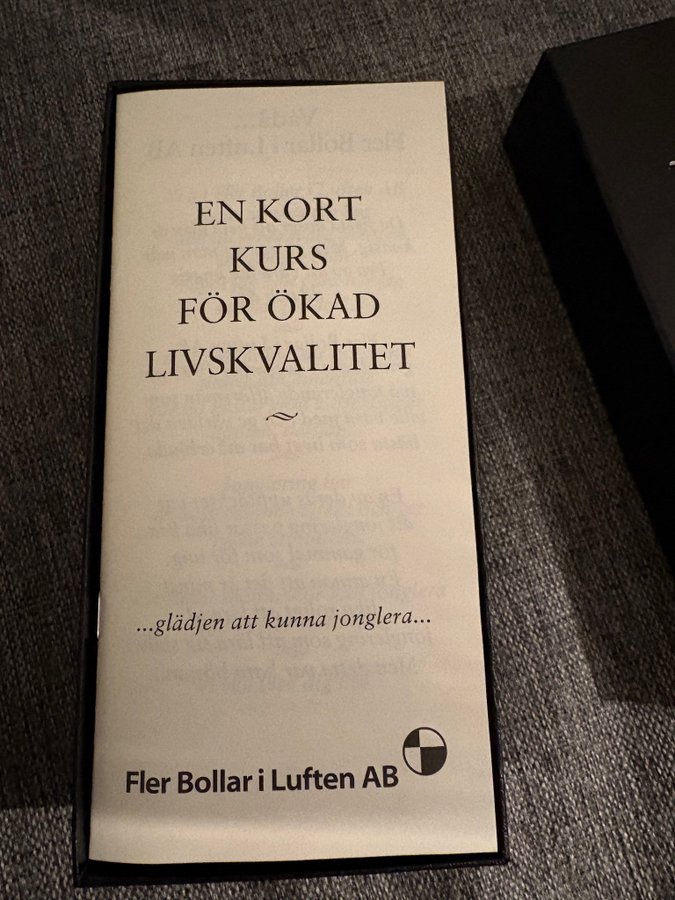 EN KORT
KURS
FÖR ÖKAD
LIVSKVALITET
...glädjen att kunna jonglera...
Fler Bollar i Luften AB